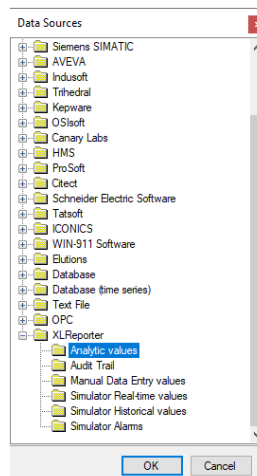 Data Sources
Siemens SIMATIC
AVEVA
Indusoft
Trihedral
Kepware
OSIsoft
Canary Labs
HMS
ProSoft
Citect
Schneider Electric Software
Tatsoft
ICONICS
WIN-911 Software
Elutions
Database
Database (time series)
Text File
OPC
XLReporter
Analytic values
Audit Trail
Manual Data Entry values
Simulator Real-time values
Simulator Historical values
Simulator Alarms
OK Cancel